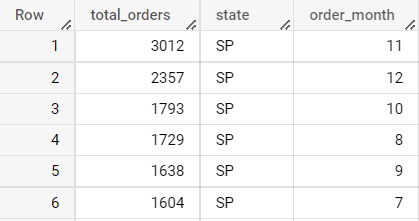 Row total_orders state order_month
1 3012 SP 11
2 2357 SP 12
3 1793 SP 10
4 1729 SP 8
5 1638 SP 9
6 1604 SP 7